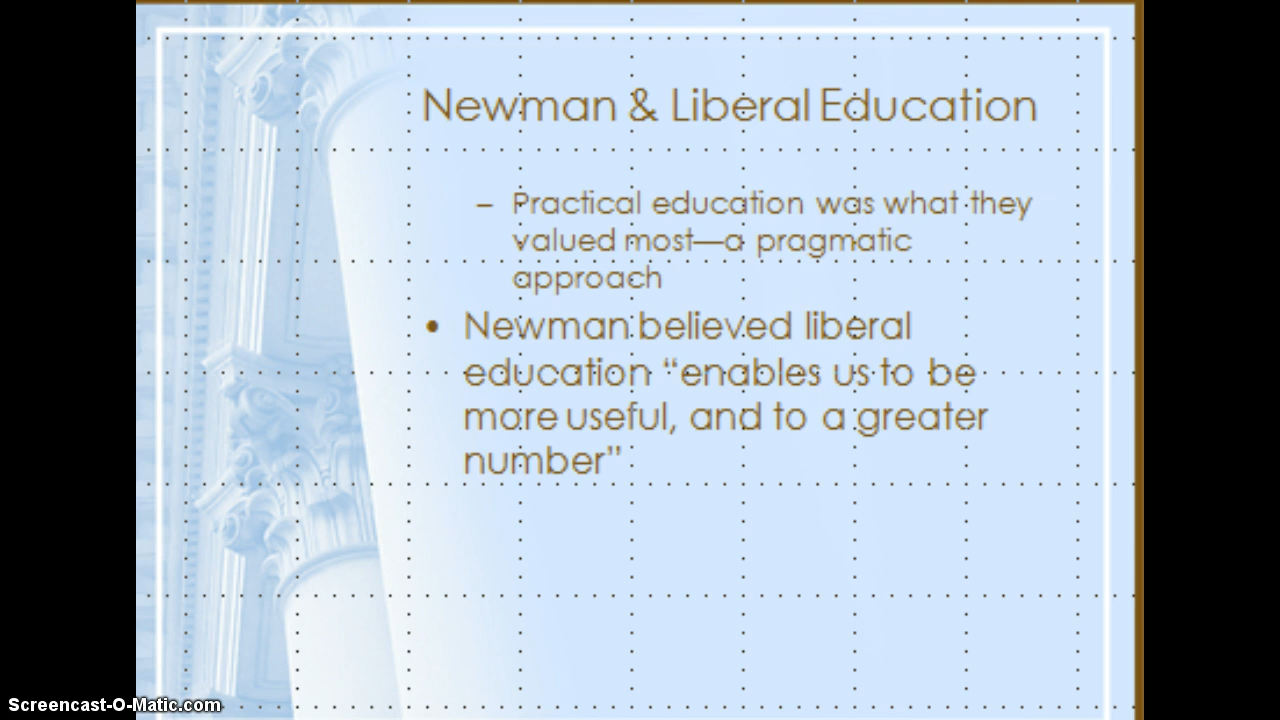 Newman & Liberal Education
– Practical education was what they
valued most—a pragmatic
approach
• Newman believed liberal
education “enables us to be
more useful, and to a greater
number”
Screencast-O-Matic.com